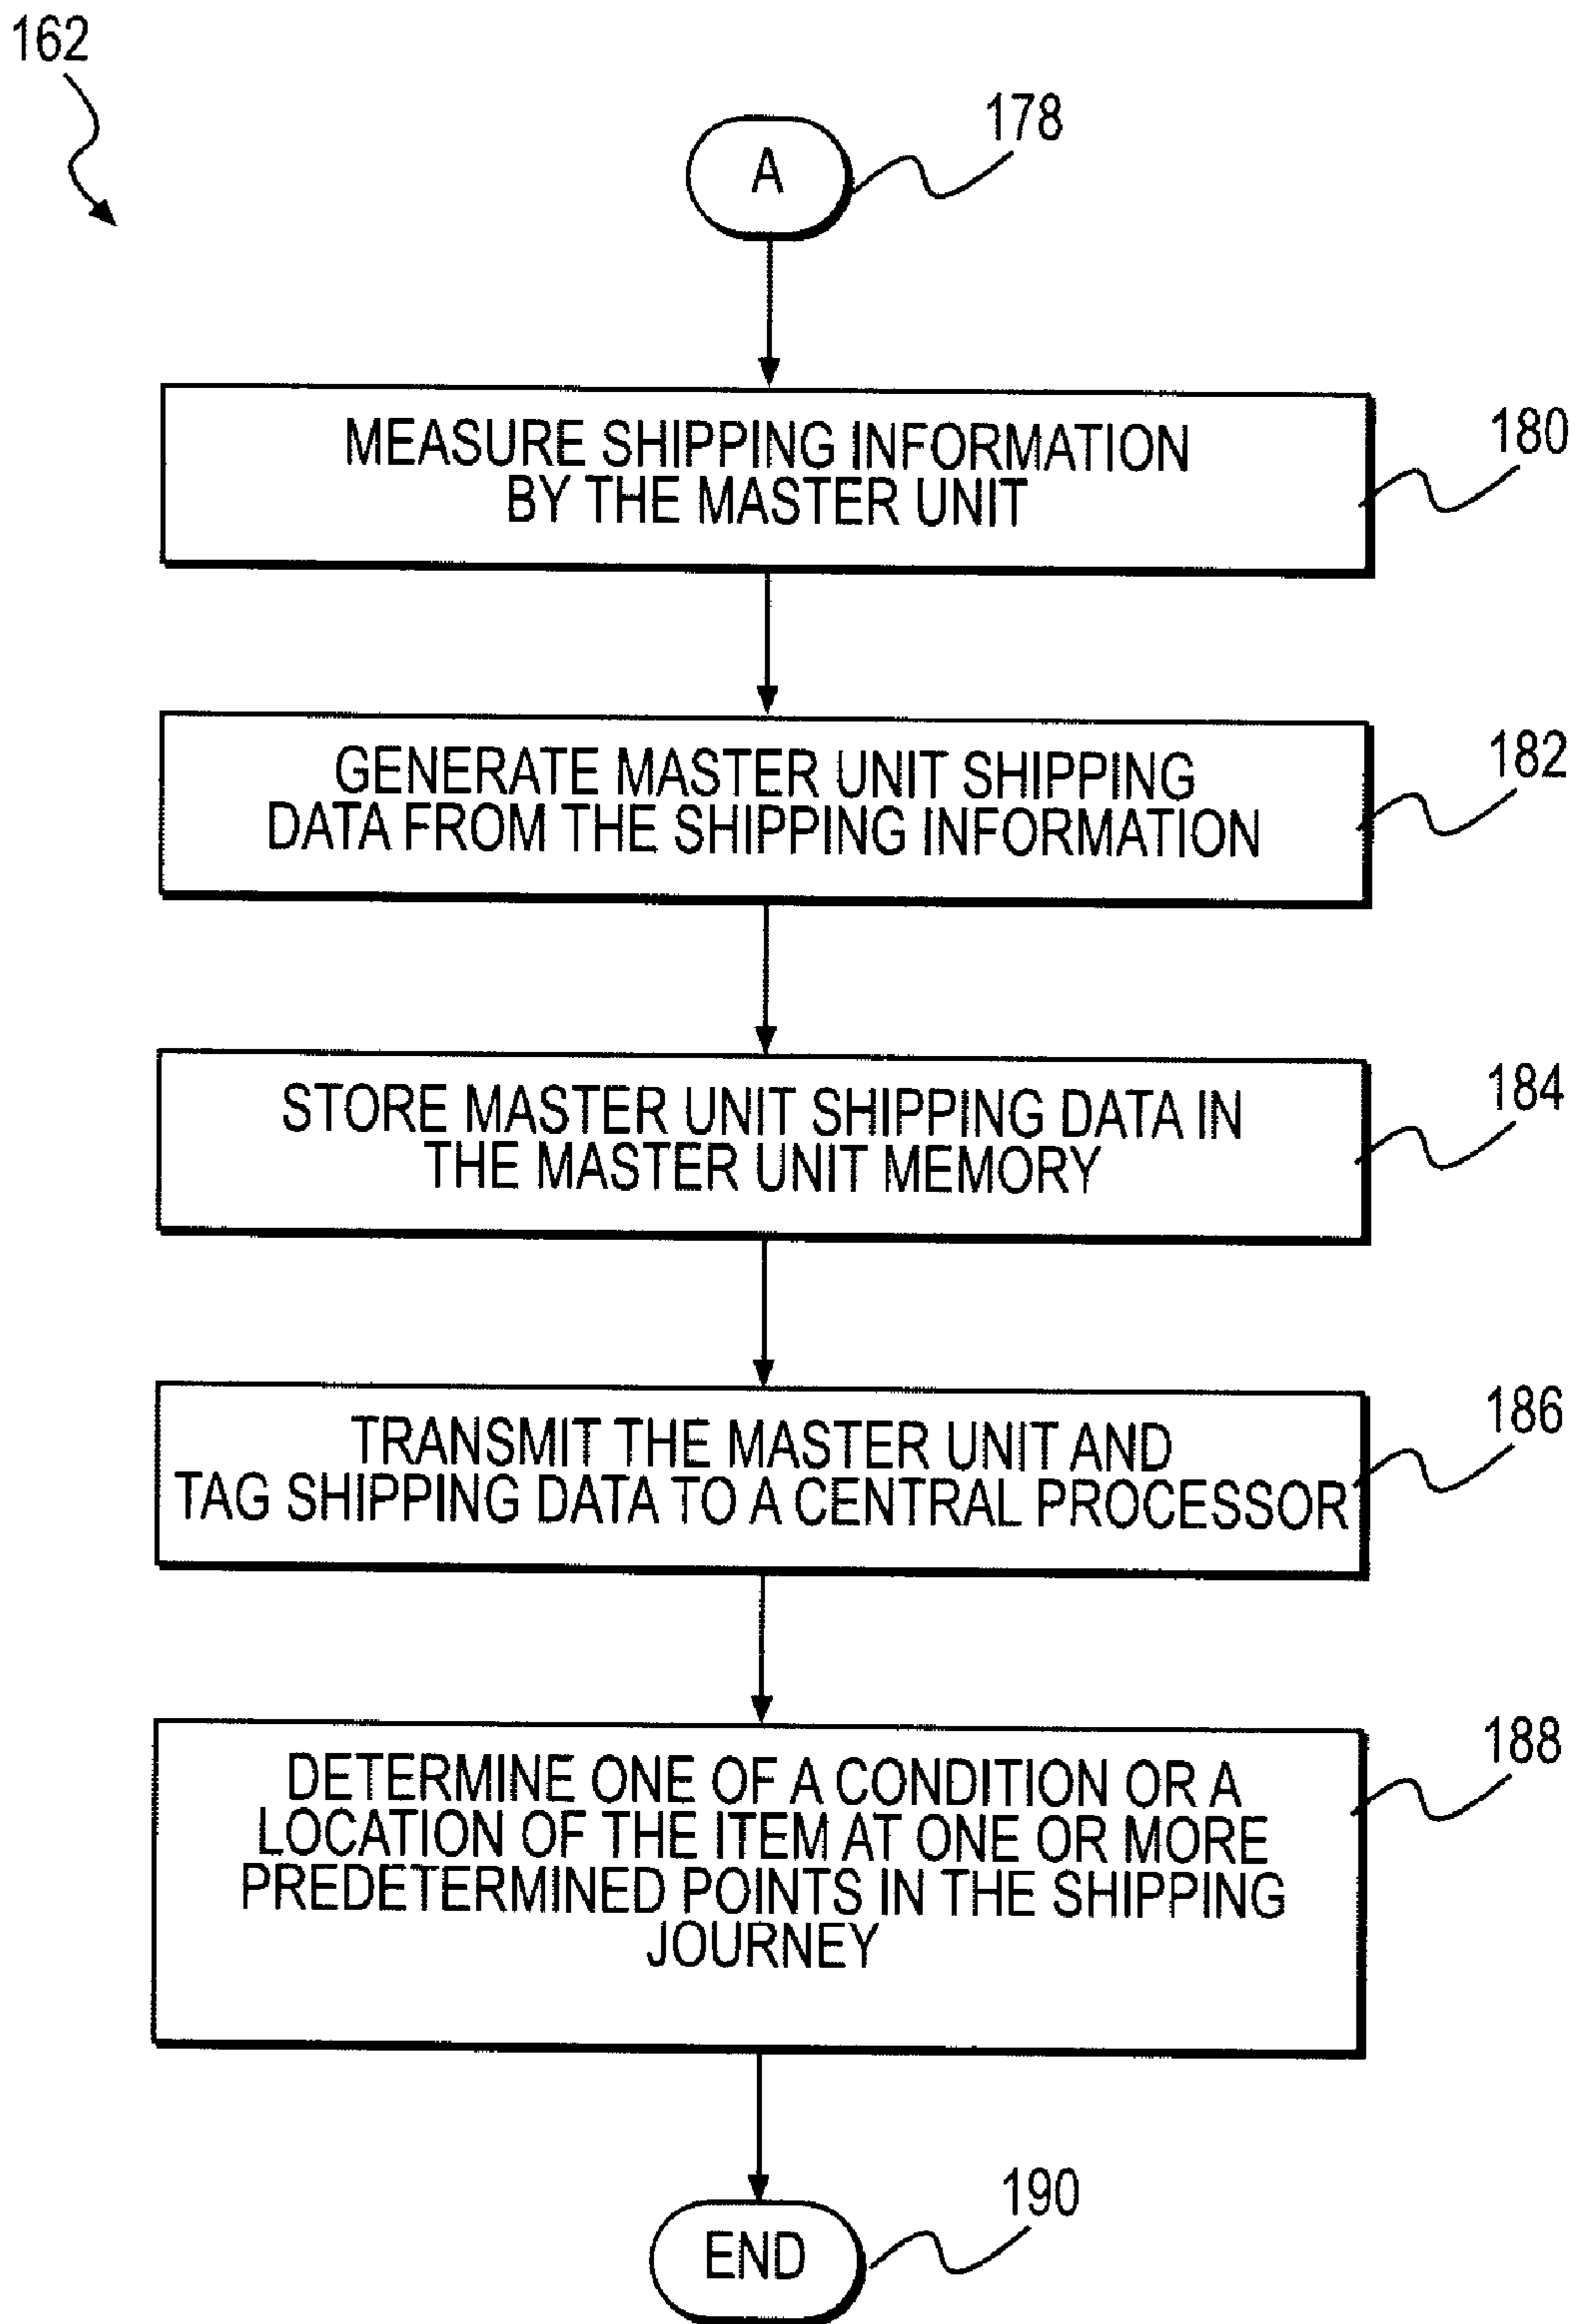 162
178
A
MEASURE SHIPPING INFORMATION
BY THE MASTER UNIT
180
GENERATE MASTER UNIT SHIPPING
DATA FROM THE SHIPPING INFORMATION
182
STORE MASTER UNIT SHIPPING DATA IN
THE MASTER UNIT MEMORY
184
TRANSMIT THE MASTER UNIT AND
TAG SHIPPING DATA TO A CENTRAL PROCESSOR
186
DETERMINE ONE OF A CONDITION OR A
LOCATION OF THE ITEM AT ONE OR MORE
PREDETERMINED POINTS IN THE SHIPPING
JOURNEY
188
END
190